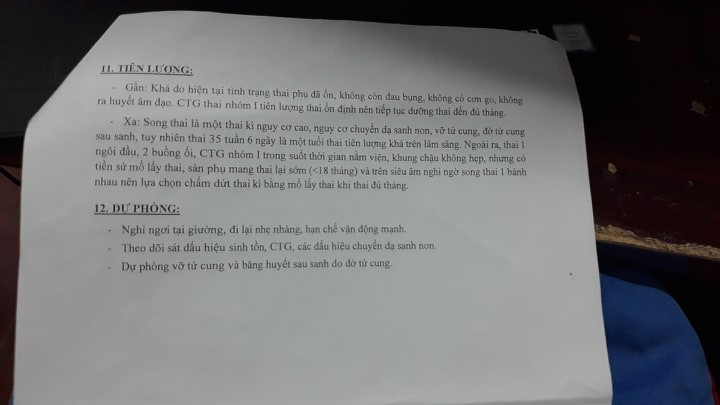 11. TIÊN LƯỢNG:
- Gần: Khá do hiện tại tình trạng thai phụ đã ổn, không còn đau bụng, không có cơn go, không
ra huyết âm đạo. CTG thai nhóm I tiên lượng thai ổn định nên tiếp tục dưỡng thai đến đủ tháng.
- Xa: Song thai là một thai kì nguy cơ cao, nguy cơ chuyển dạ sanh non, vỡ tử cung, đờ tử cung
sau sanh, tuy nhiên thai 35 tuần 6 ngày là một tuổi thai tiên lượng khá trên lâm sàng. Ngoài ra, thai 1
ngôi đầu, 2 buồng ối, CTG nhóm I trong suốt thời gian nằm viện, khung chậu không hẹp, nhưng có
tiền sử mổ lấy thai, sản phụ mang thai lại sớm (<18 tháng) và trên siêu âm nghi ngờ song thai 1 bánh
nhau nên lựa chọn chấm dứt thai kì bằng mổ lấy thai khi thai đủ tháng.
12. DỰ PHÒNG:
- Nghỉ ngơi tại giường, đi lại nhẹ nhàng, hạn chế vận động mạnh.
- Theo dõi sát dấu hiệu sinh tồn, CTG, các dấu hiệu chuyển dạ sanh non.
- Dự phòng vỡ tử cung và băng huyết sau sanh do đờ tử cung.